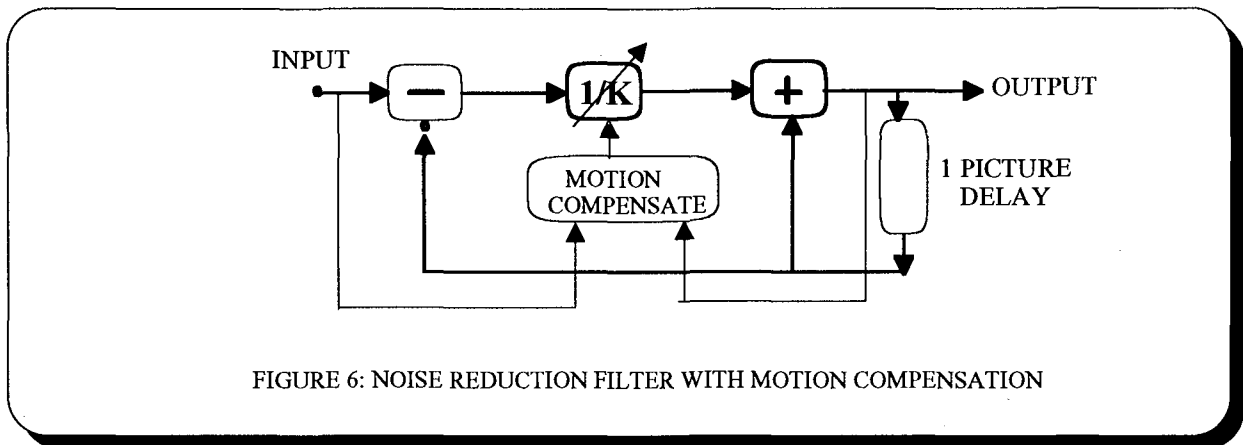 INPUT
−
1/K
+
OUTPUT
MOTION
COMPENSATE
1 PICTURE
DELAY
FIGURE 6: NOISE REDUCTION FILTER WITH MOTION COMPENSATION